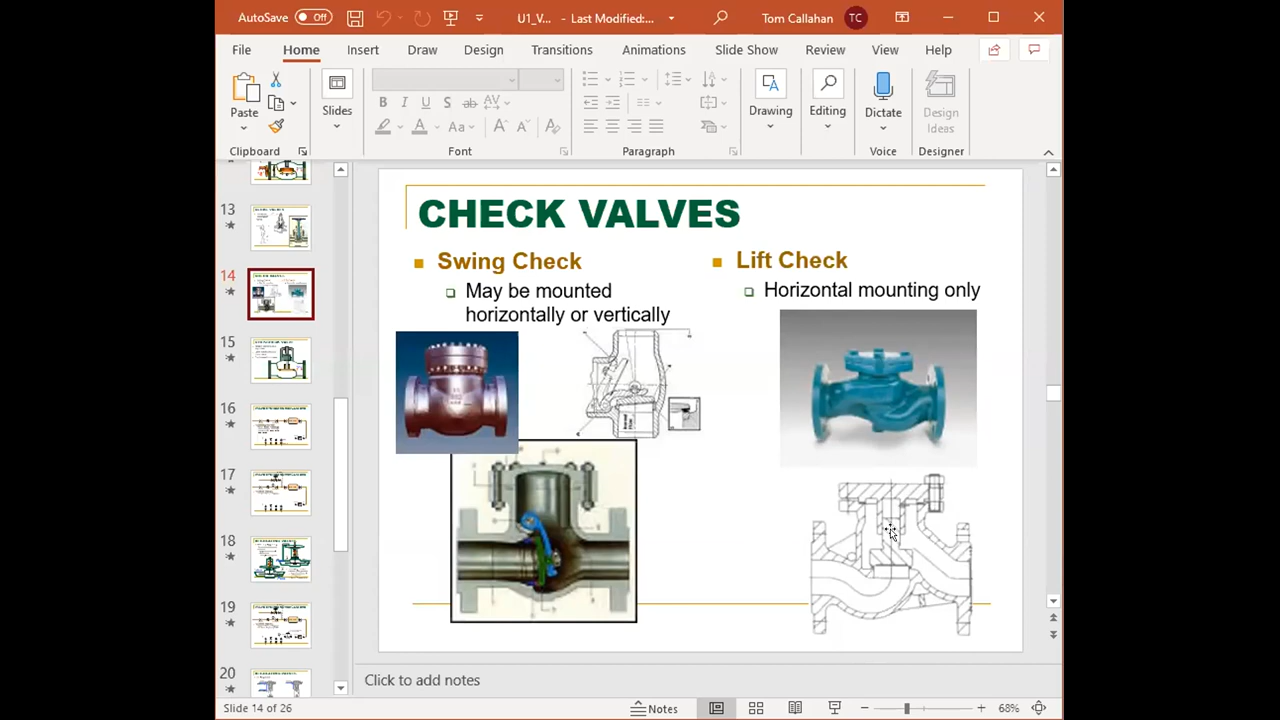 AutoSave Off U1_V... - Last Modified:... Tom Callahan TC
File Home Insert Draw Design Transitions Animations Slide Show Review View Help
Paste Slides B I U S ab AV Aa A A A Drawing Editing Dictate Design
Ideas
Clipboard Font Paragraph Voice Designer
13
14
15
16
17
18
19
20
CHECK VALVES
Swing Check
May be mounted
horizontally or vertically
Lift Check
Horizontal mounting only
Click to add notes
Slide 14 of 26 Notes 68%